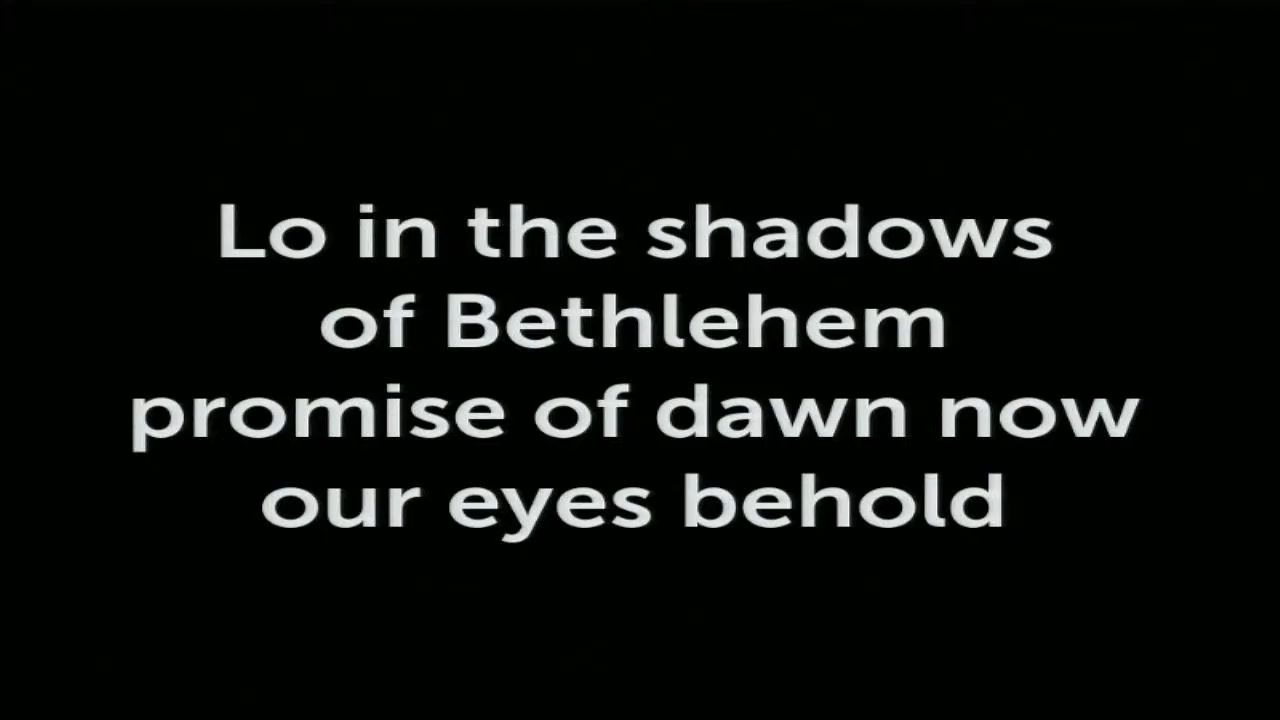 Lo in the shadows
of Bethlehem
promise of dawn now
our eyes behold